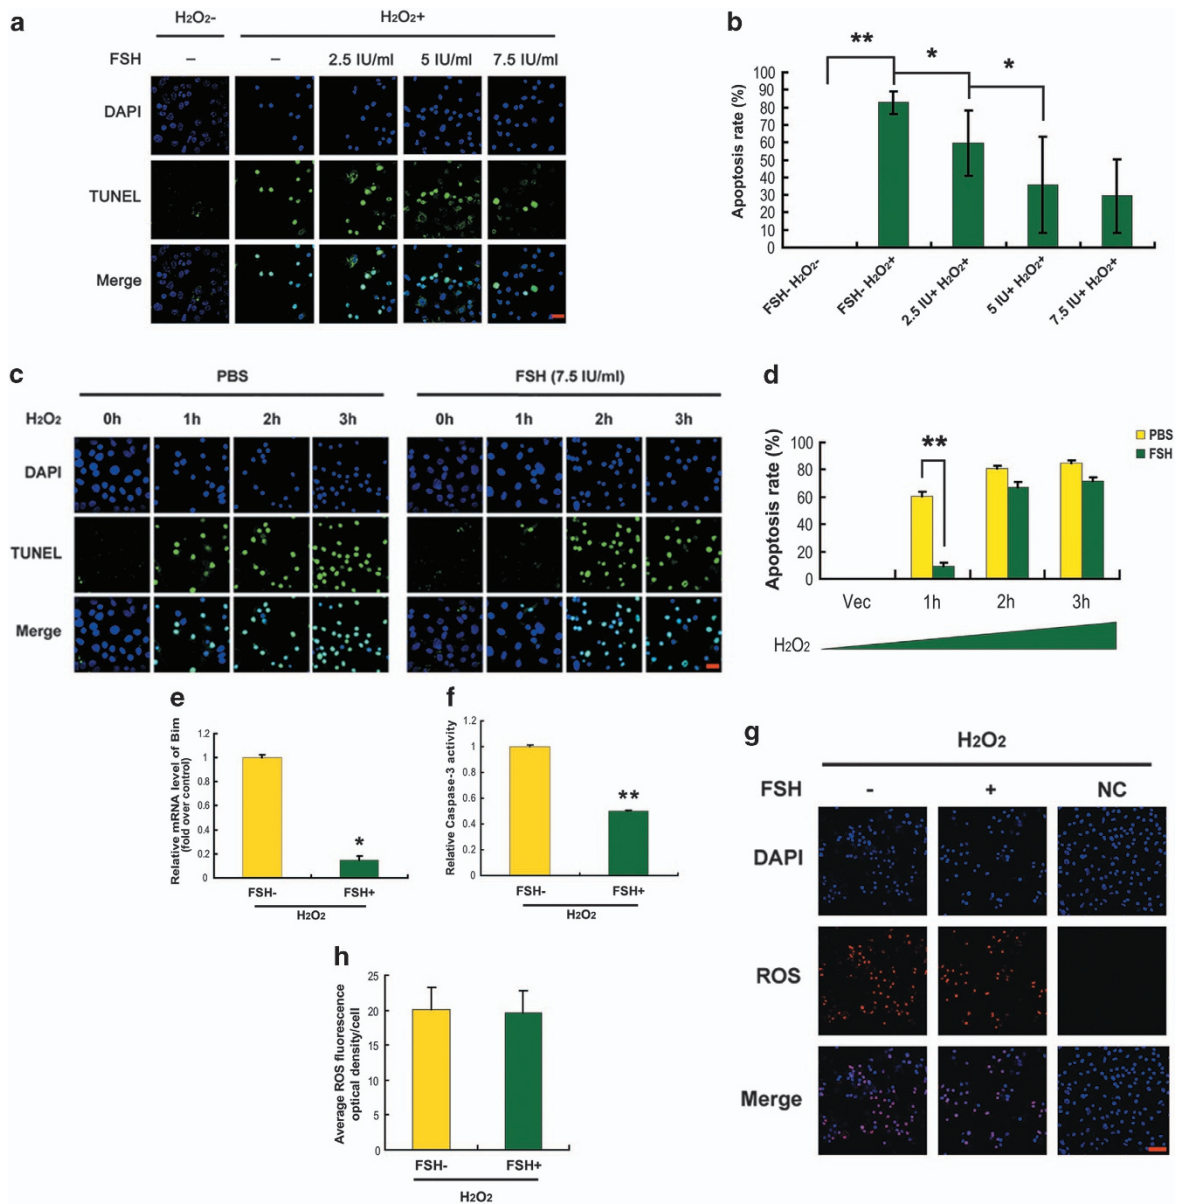 a
H2O2-
H2O2+
FSH
–
–
2.5 IU/ml
5 IU/ml
7.5 IU/ml
DAPI
TUNEL
Merge
b
**
*
*
Apoptosis rate (%)
100
90
80
70
60
50
40
30
20
10
0
FSH- H2O2-
FSH- H2O2+
2.5 IU+ H2O2+
5 IU+ H2O2+
7.5 IU+ H2O2+
c
PBS
FSH (7.5 IU/ml)
H2O2
0h
1h
2h
3h
0h
1h
2h
3h
DAPI
TUNEL
Merge
d
PBS
FSH
**
Apoptosis rate (%)
100
80
60
40
20
0
Vec
1h
2h
3h
H2O2
e
Relative mRNA level of Bim
(fold over control)
1.2
1
0.8
0.6
0.4
0.2
0
*
FSH-
FSH+
H2O2
f
Relative Caspase-3 activity
1.2
1
0.8
0.6
0.4
0.2
0
**
FSH-
FSH+
H2O2
g
H2O2
FSH
-
+
NC
DAPI
ROS
Merge
h
Average ROS fluorescence
optical density/cell
25
20
15
10
5
0
FSH-
FSH+
H2O2